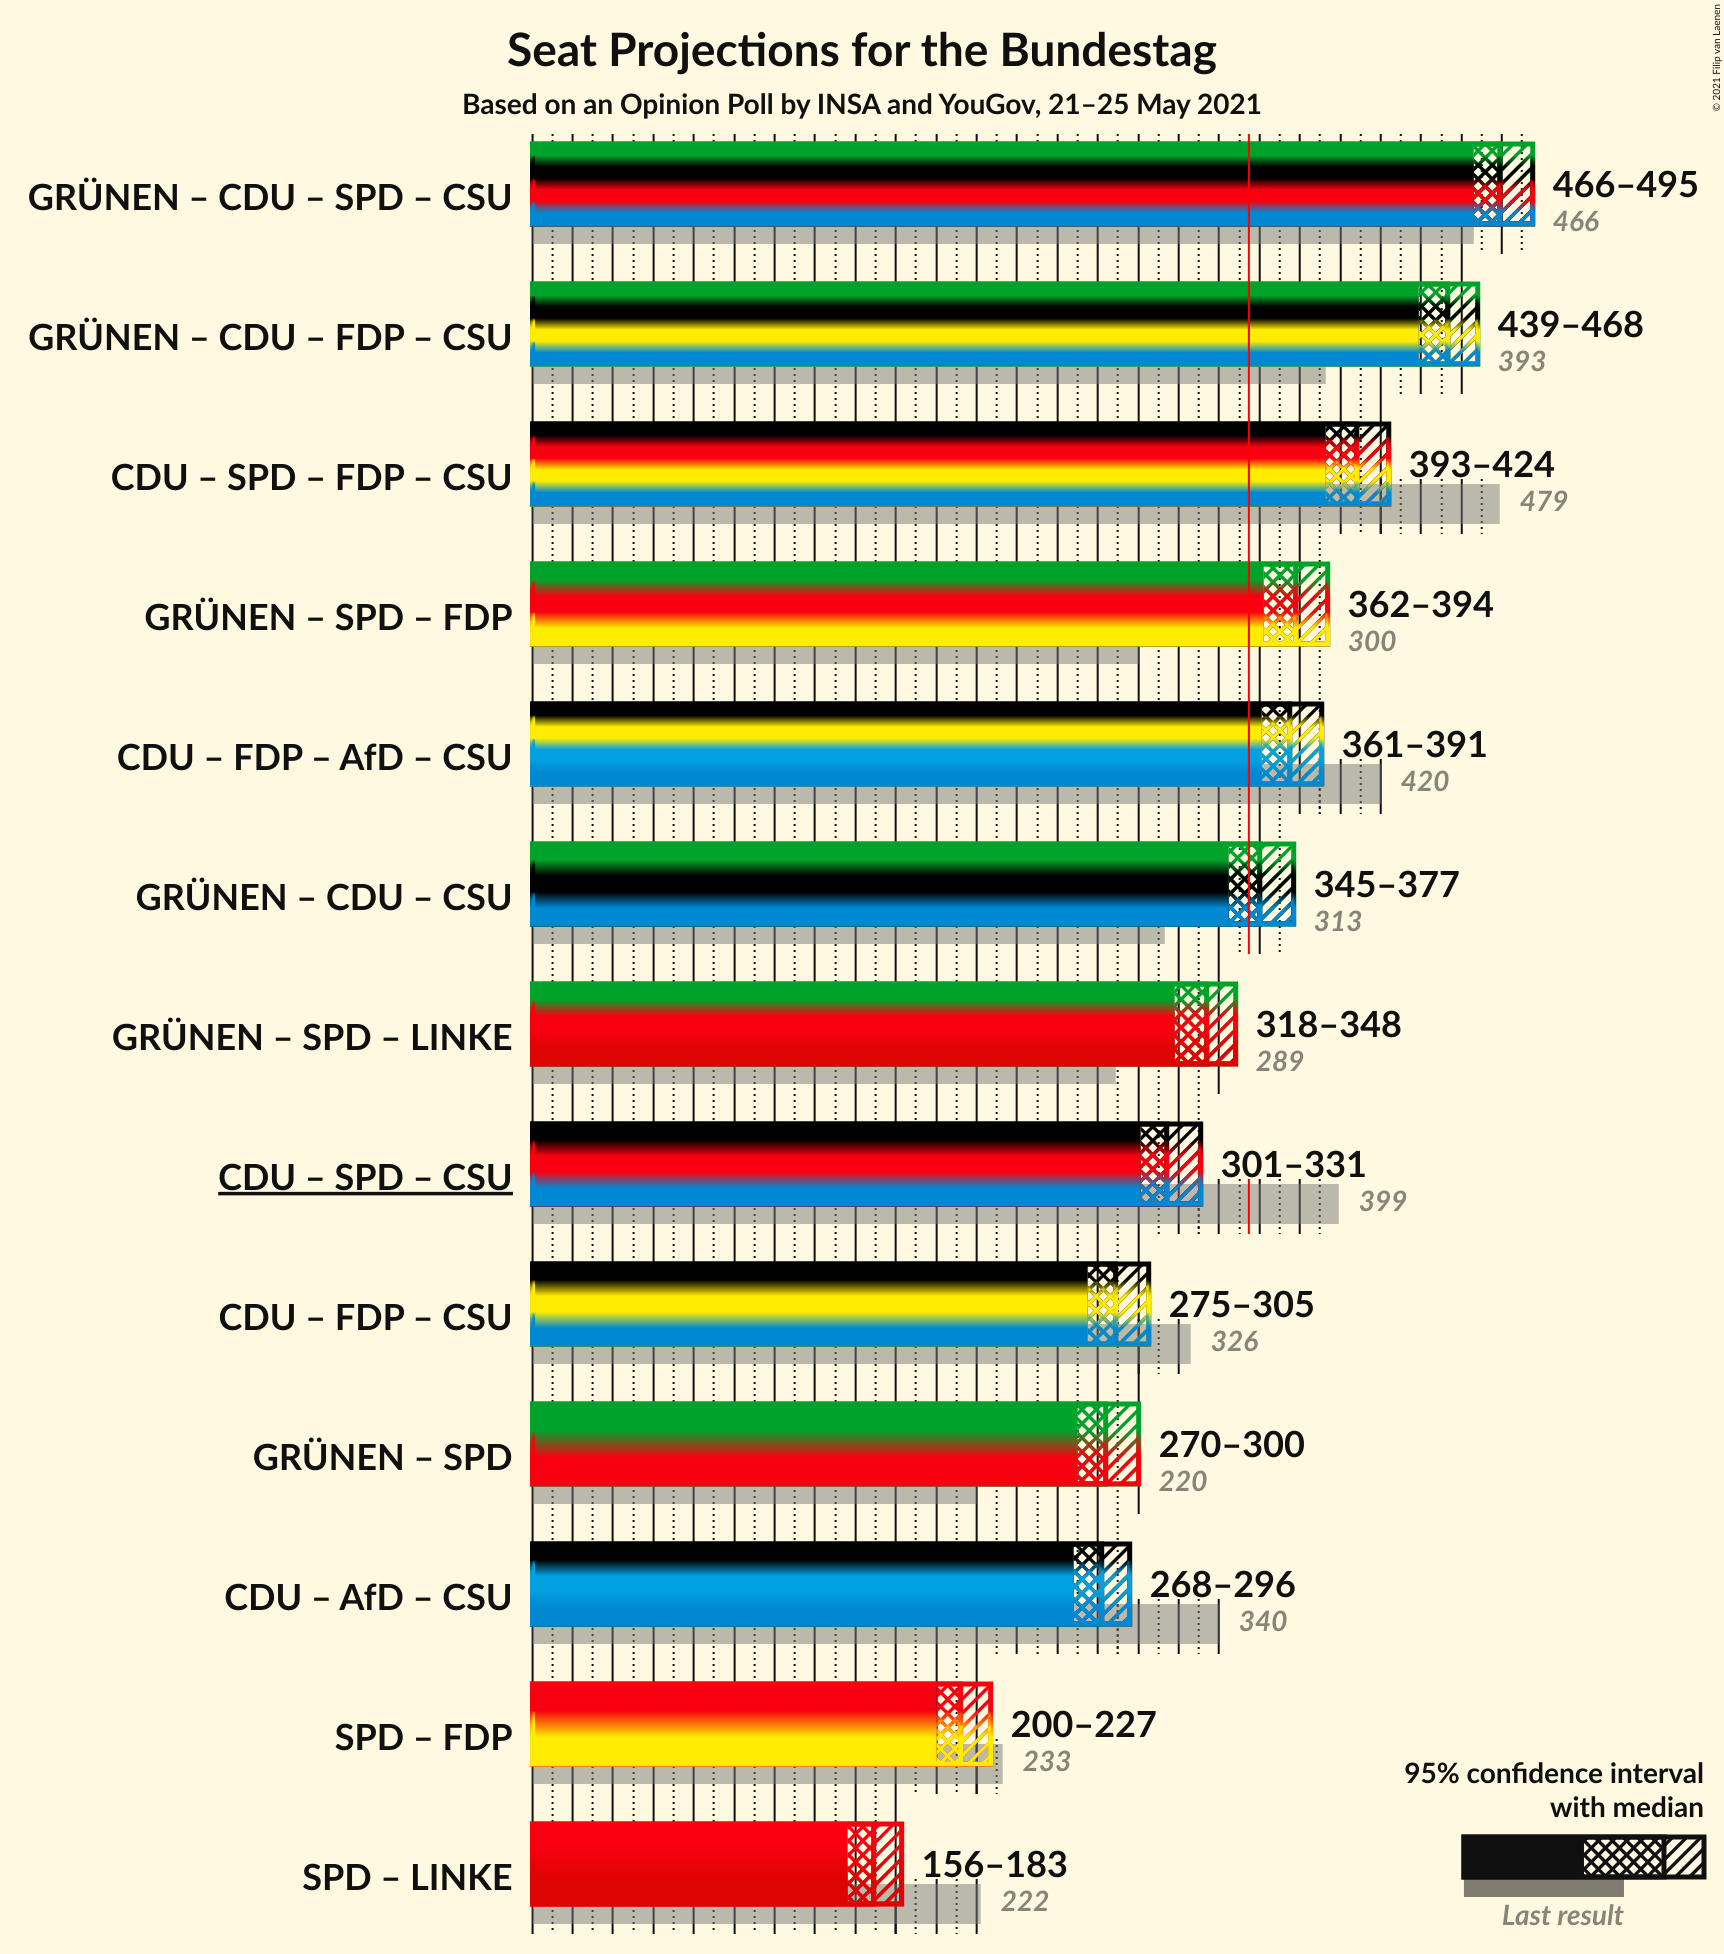 Seat Projections for the Bundestag
Based on an Opinion Poll by INSA and YouGov, 21–25 May 2021
© 2021 Filip van Laenen
GRÜNEN – CDU – SPD – CSU
466–495
466
GRÜNEN – CDU – FDP – CSU
439–468
393
CDU – SPD – FDP – CSU
393–424
479
GRÜNEN – SPD – FDP
362–394
300
CDU – FDP – AfD – CSU
361–391
420
GRÜNEN – CDU – CSU
345–377
313
GRÜNEN – SPD – LINKE
318–348
289
CDU – SPD – CSU
301–331
399
CDU – FDP – CSU
275–305
326
GRÜNEN – SPD
270–300
220
CDU – AfD – CSU
268–296
340
SPD – FDP
200–227
233
SPD – LINKE
156–183
222
95% confidence interval
with median
Last result